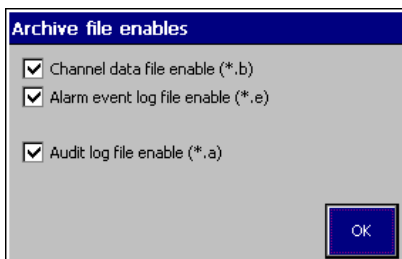 Archive file enables
Channel data file enable (*.b)
Alarm event log file enable (*.e)
Audit log file enable (*.a)
OK